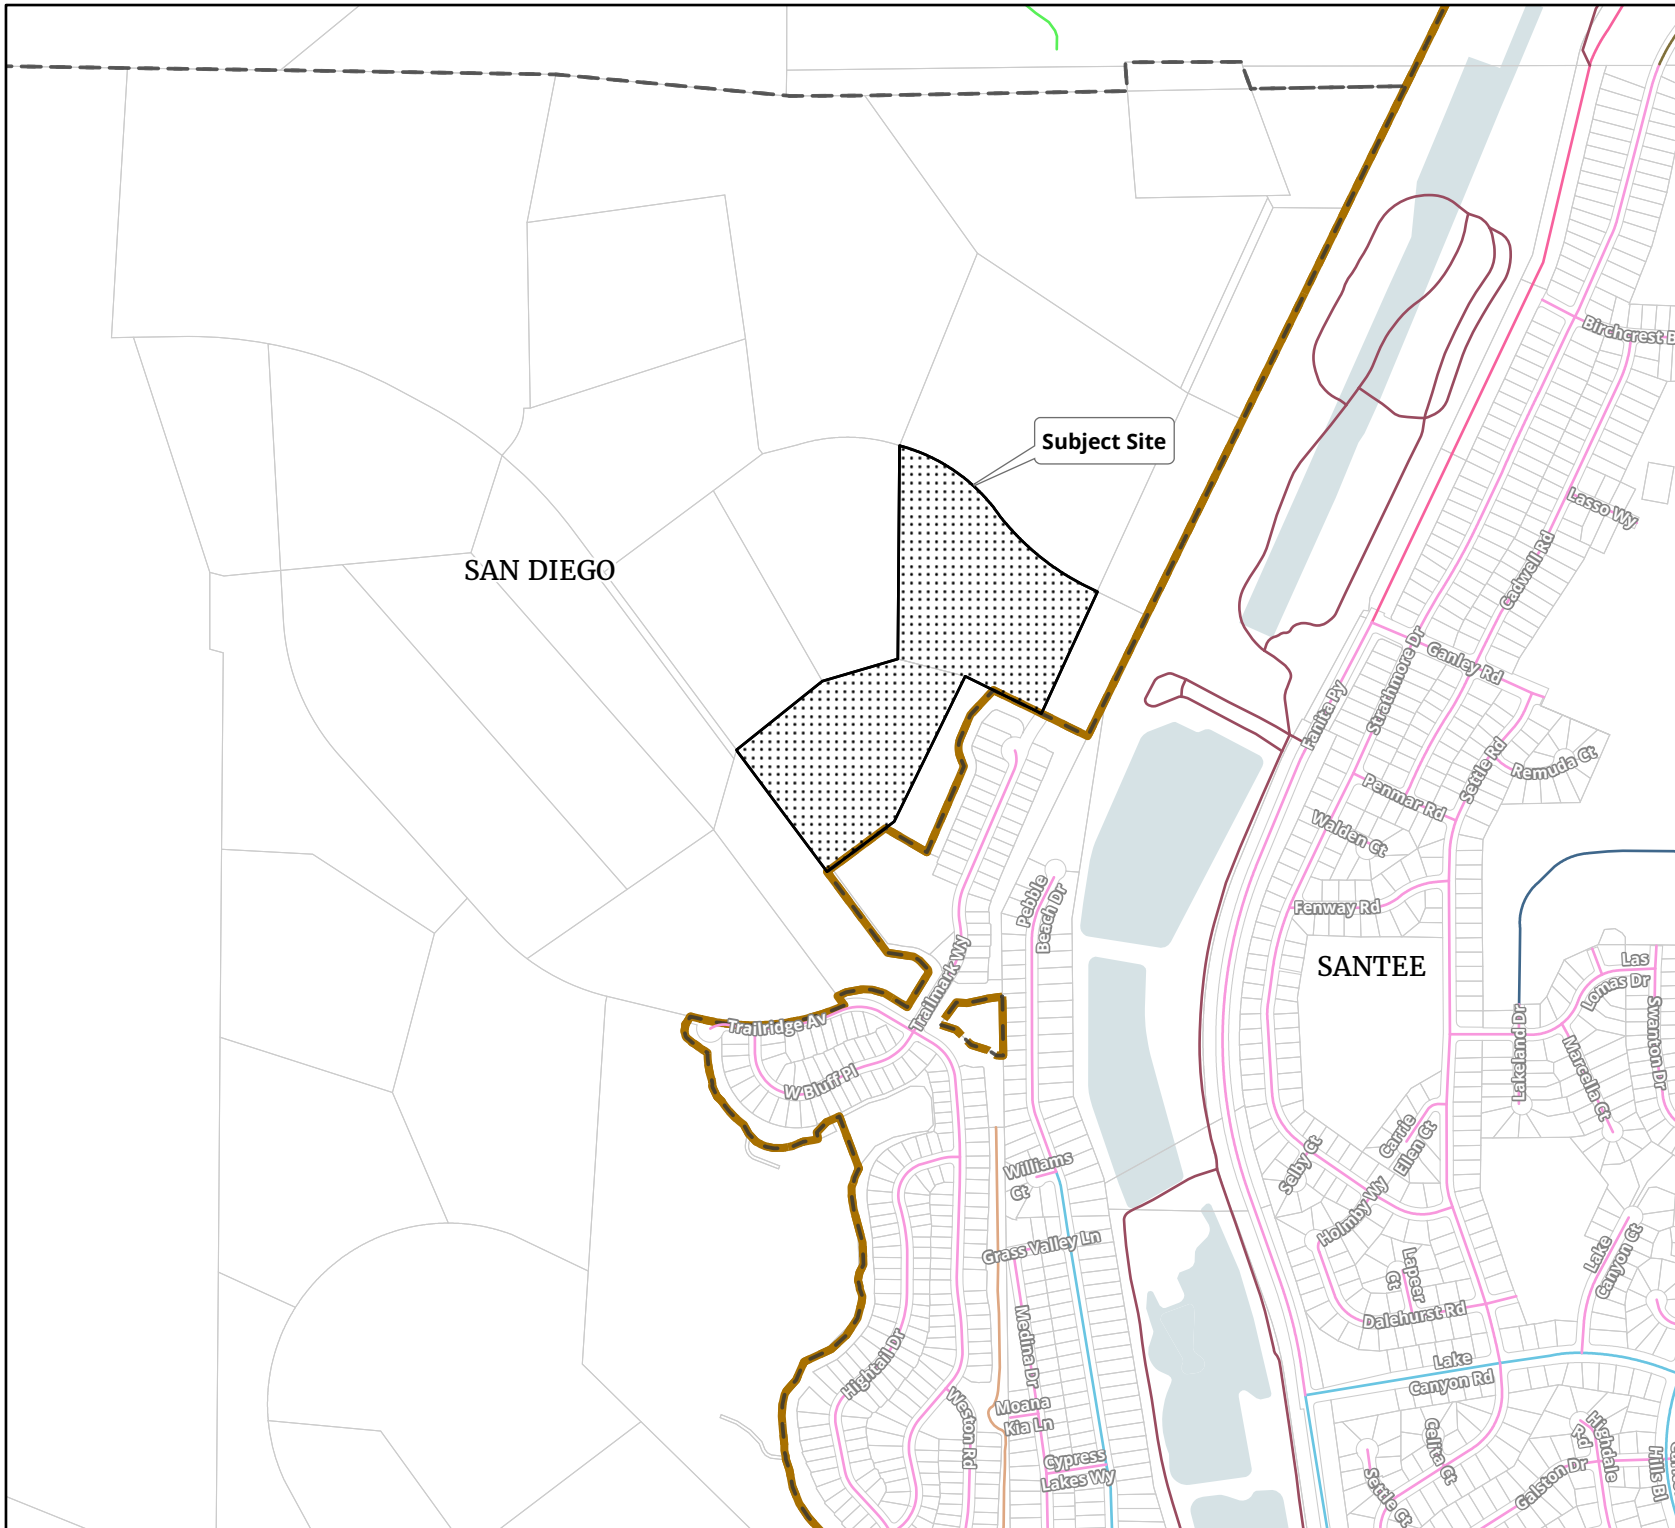 Birchcrest B
Subject Site
Lasso Wy
SAN DIEGO
Cadwell Rd
Strathmore Dr
Ganley Rd
Fanita Py
Settle Rd
Remuda Ct
Penmar Rd
Walden Ct
Pebble
Beach Dr
Fenway Rd
SANTEE
Trailmark Wy
Las
Lomas Dr
Trailridge Av
W Bluff Pl
Lakeland Dr
Marcella Ct
Swanton Dr
Carrie
Ellen Ct
Selby Ct
Williams
Ct
Holmby Wy
Grass Valley Ln
Lapeer
Ct
Lake
Canyon Ct
Dalehurst Rd
Medina Dr
Hightail Dr
Lake
Canyon Rd
Weston Rd
Moana
Kia Ln
Celita Ct
Highdale
Rd
Cypress
Lakes Wy
Settle Ct
Galston Dr
Hills Bl